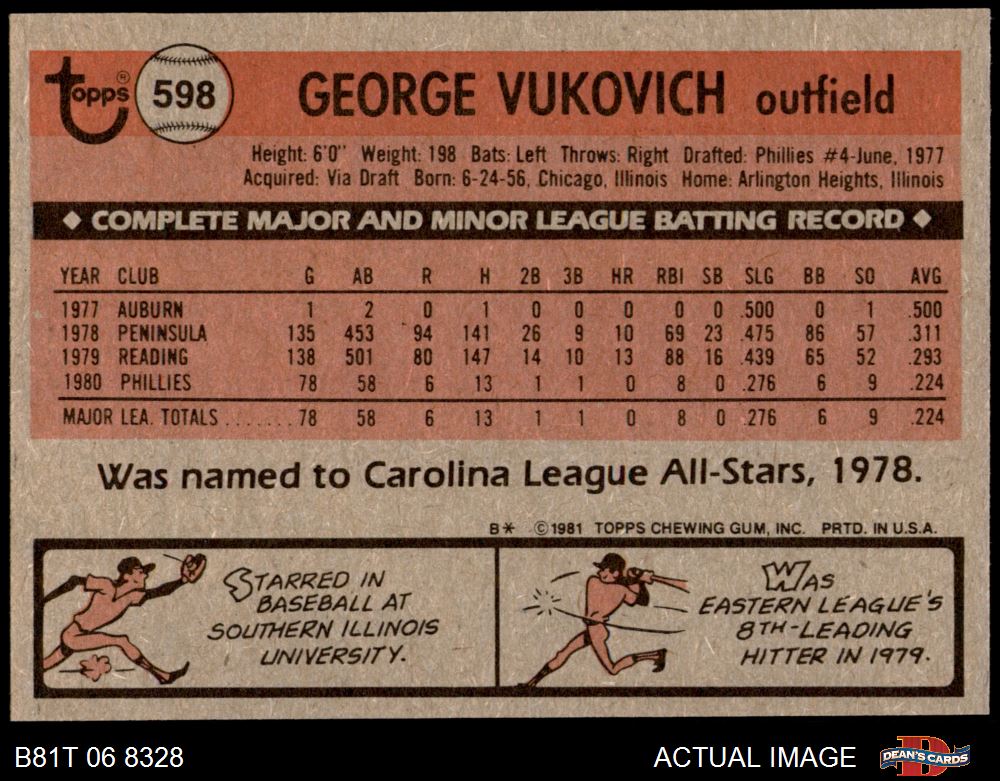 topps® 598 GEORGE VUKOVICH outfield
Height: 6'0" Weight: 198 Bats: Left Throws: Right Drafted: Phillies #4-June, 1977
Acquired: Via Draft Born: 6-24-56, Chicago, Illinois Home: Arlington Heights, Illinois
◆ COMPLETE MAJOR AND MINOR LEAGUE BATTING RECORD ◆
YEAR CLUB G AB R H 2B 3B HR RBI SB SLG BB SO AVG
1977 AUBURN 1 2 0 1 0 0 0 0 0 .500 0 1 .500
1978 PENINSULA 135 453 94 141 26 9 10 69 23 .475 86 57 .311
1979 READING 138 501 80 147 14 10 13 88 16 .439 65 52 .293
1980 PHILLIES 78 58 6 13 1 1 0 8 0 .276 6 9 .224
MAJOR LEA. TOTALS ....... 78 58 6 13 1 1 0 8 0 .276 6 9 .224
Was named to Carolina League All-Stars, 1978.
B* ©1981 TOPPS CHEWING GUM, INC. PRTD. IN U.S.A.
STARRED IN
BASEBALL AT
SOUTHERN ILLINOIS
UNIVERSITY.
WAS
EASTERN LEAGUE'S
8TH-LEADING
HITTER IN 1979.
B81T 06 8328 ACTUAL IMAGE DEAN'S CARDS